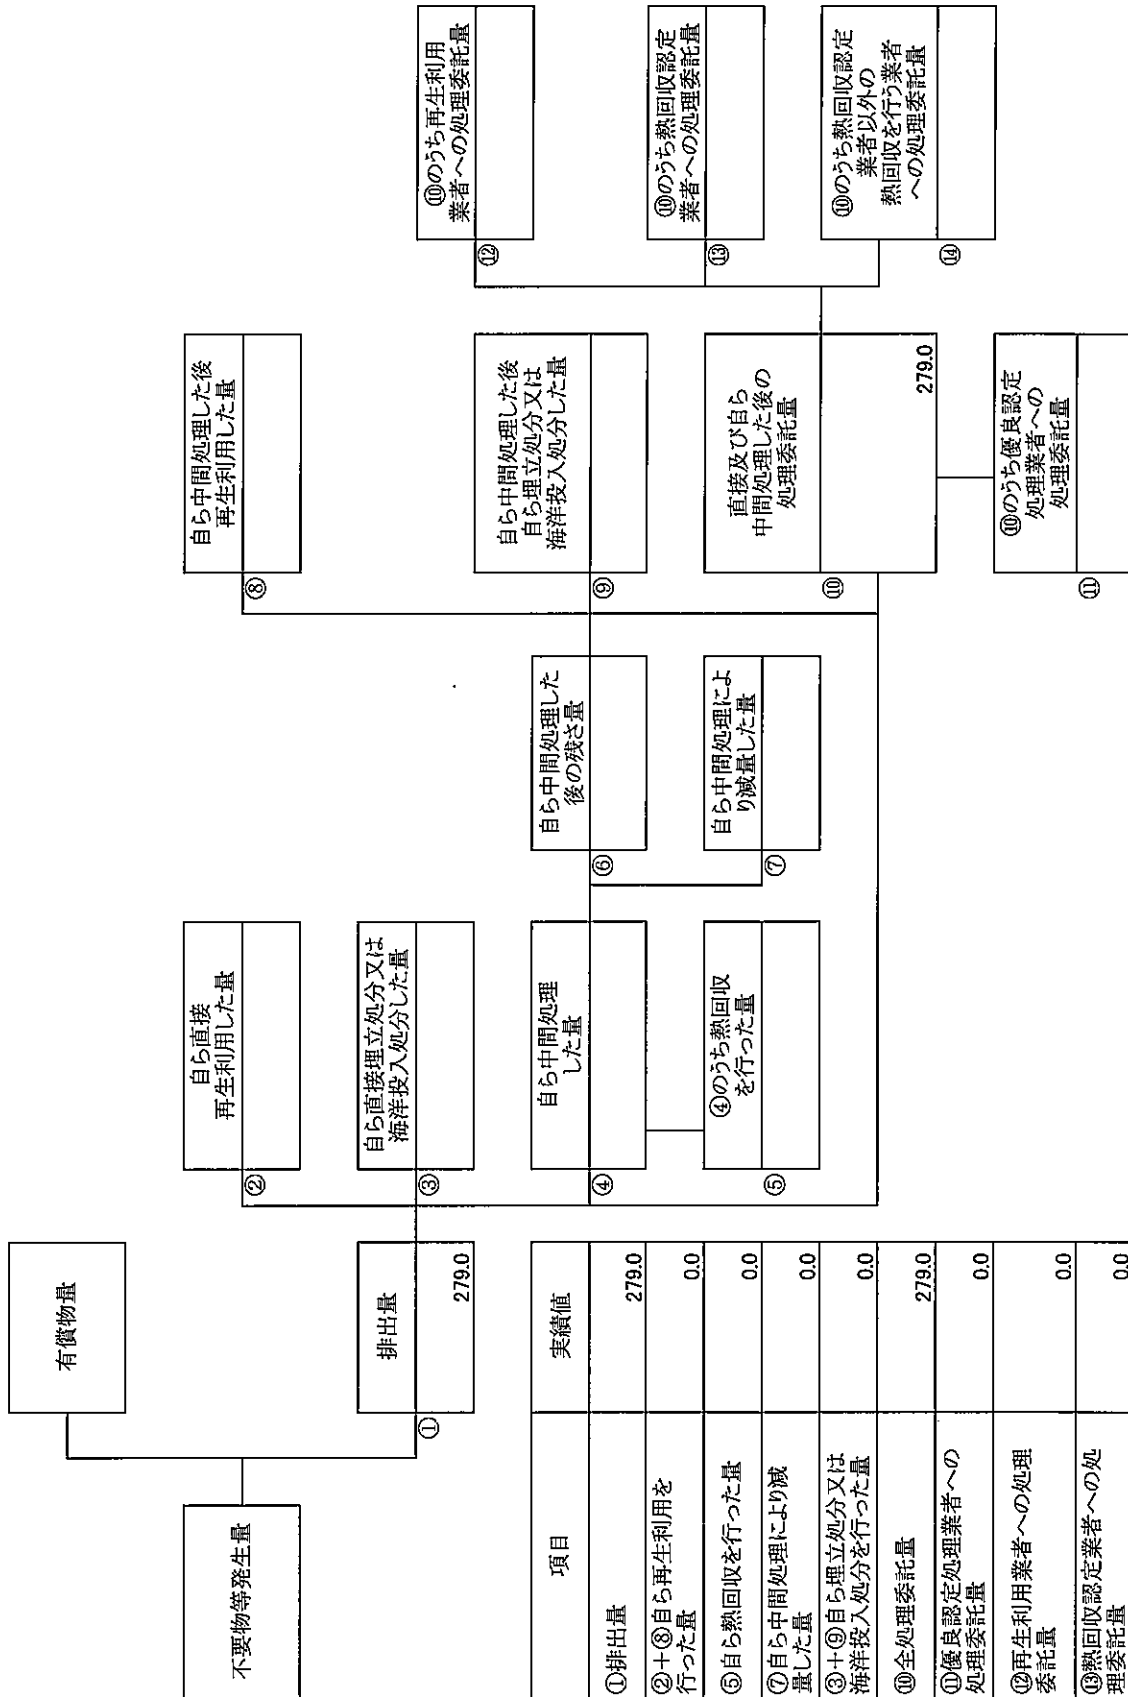 不要物等発生量
有償物量
排出量
①
279.0
自ら直接
再生利用した量
②
自ら直接埋立処分又は
海洋投入処分した量
③
自ら中間処理
した量
④
④のうち熱回収
を行った量
⑤
自ら中間処理した
後の残さ量
⑥
自ら中間処理によ
り減量した量
⑦
自ら中間処理した後
再生利用した量
⑧
自ら中間処理した後
自ら埋立処分又は
海洋投入処分した量
⑨
直接及び自ら
中間処理した後の
処理委託量
⑩
279.0
⑩のうち優良認定
処理業者への
処理委託量
⑪
⑩のうち再生利用
業者への処理委託量
⑫
⑩のうち熱回収認定
業者への処理委託量
⑬
⑩のうち熱回収認定
業者以外の
熱回収を行う業者
への処理委託量
⑭
項目
実績値
①排出量
279.0
②+⑧自ら再生利用を
行った量
0.0
⑤自ら熱回収を行った量
0.0
⑦自ら中間処理により減
量した量
0.0
③+⑨自ら埋立処分又は
海洋投入処分を行った量
0.0
⑩全処理委託量
279.0
⑪優良認定処理業者への
処理委託量
0.0
⑫再生利用業者への処理
委託量
0.0
⑬熱回収認定業者への処
理委託量
0.0